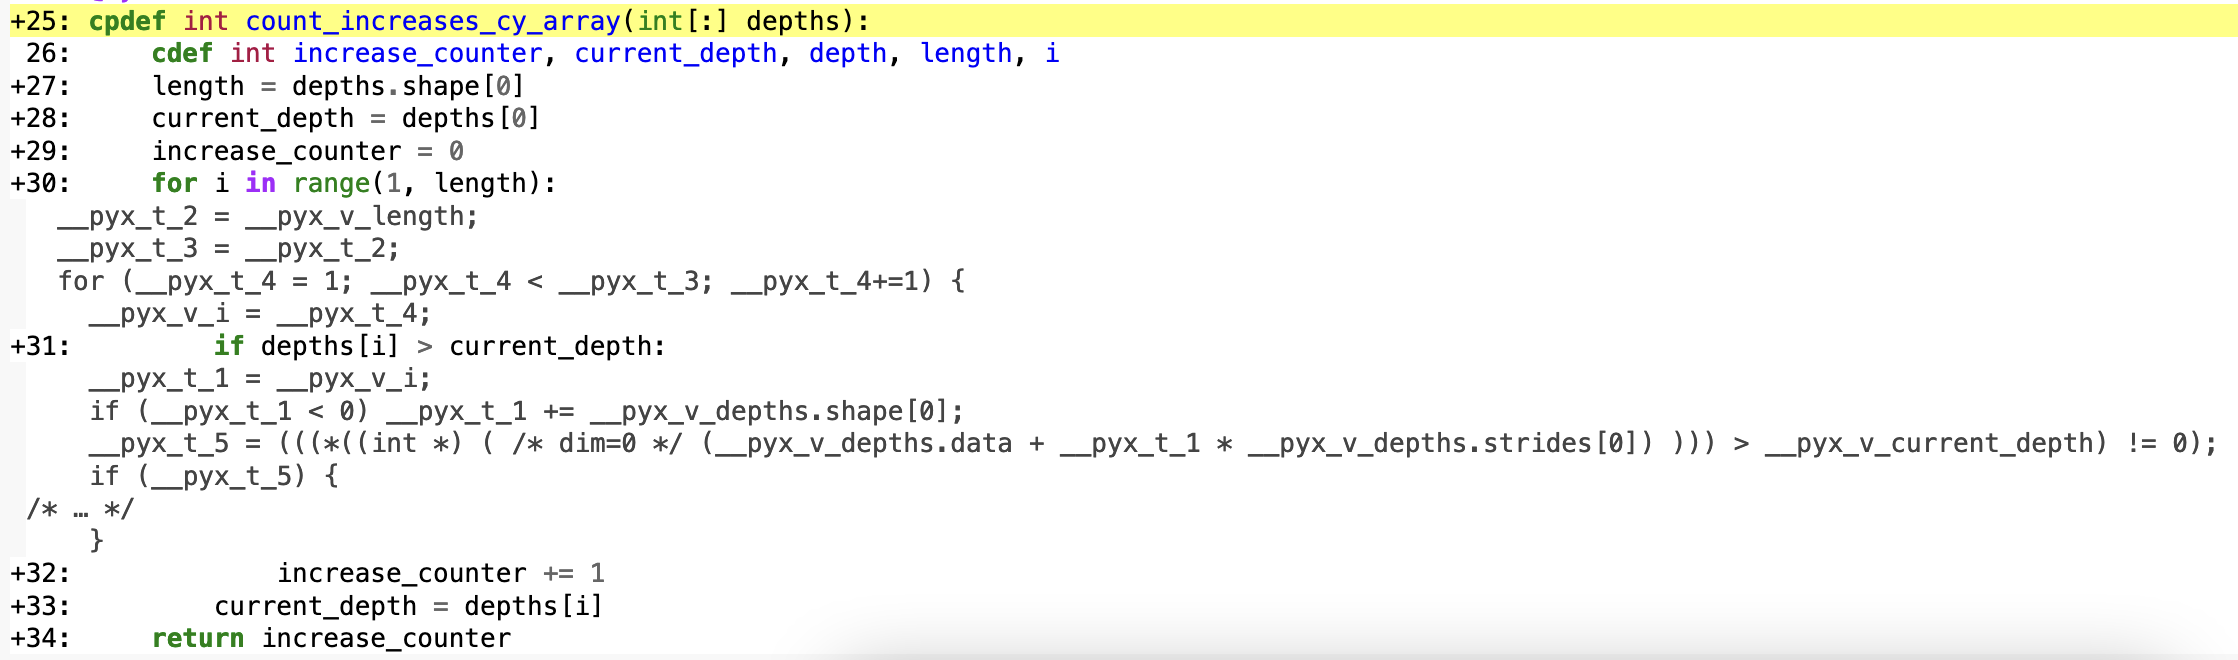 +25: cpdef int count_increases_cy_array(int[:] depths):
 26:     cdef int increase_counter, current_depth, depth, length, i
+27:     length = depths.shape[0]
+28:     current_depth = depths[0]
+29:     increase_counter = 0
+30:     for i in range(1, length):
  __pyx_t_2 = __pyx_v_length;
  __pyx_t_3 = __pyx_t_2;
  for (__pyx_t_4 = 1; __pyx_t_4 < __pyx_t_3; __pyx_t_4+=1) {
    __pyx_v_i = __pyx_t_4;
+31:         if depths[i] > current_depth:
    __pyx_t_1 = __pyx_v_i;
    if (__pyx_t_1 < 0) __pyx_t_1 += __pyx_v_depths.shape[0];
    __pyx_t_5 = (((*((int *) ( /* dim=0 */ (__pyx_v_depths.data + __pyx_t_1 * __pyx_v_depths.strides[0]) ))) > __pyx_v_current_depth) != 0);
    if (__pyx_t_5) {
/* … */
    }
+32:             increase_counter += 1
+33:         current_depth = depths[i]
+34:     return increase_counter